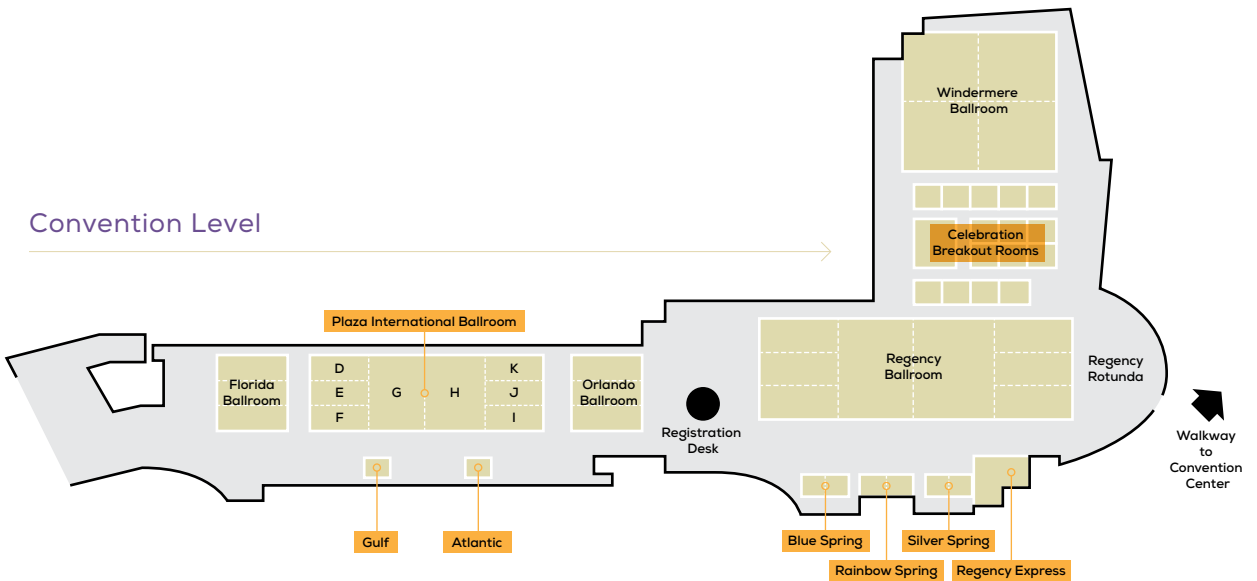 Windermere
Ballroom
Convention Level
Celebration
Breakout Rooms
Plaza International Ballroom
Florida
Ballroom
D
E
F
G
H
K
J
I
Orlando
Ballroom
Registration
Desk
Regency
Ballroom
Regency
Rotunda
Walkway
to
Convention
Center
Gulf
Atlantic
Blue Spring
Silver Spring
Rainbow Spring
Regency Express